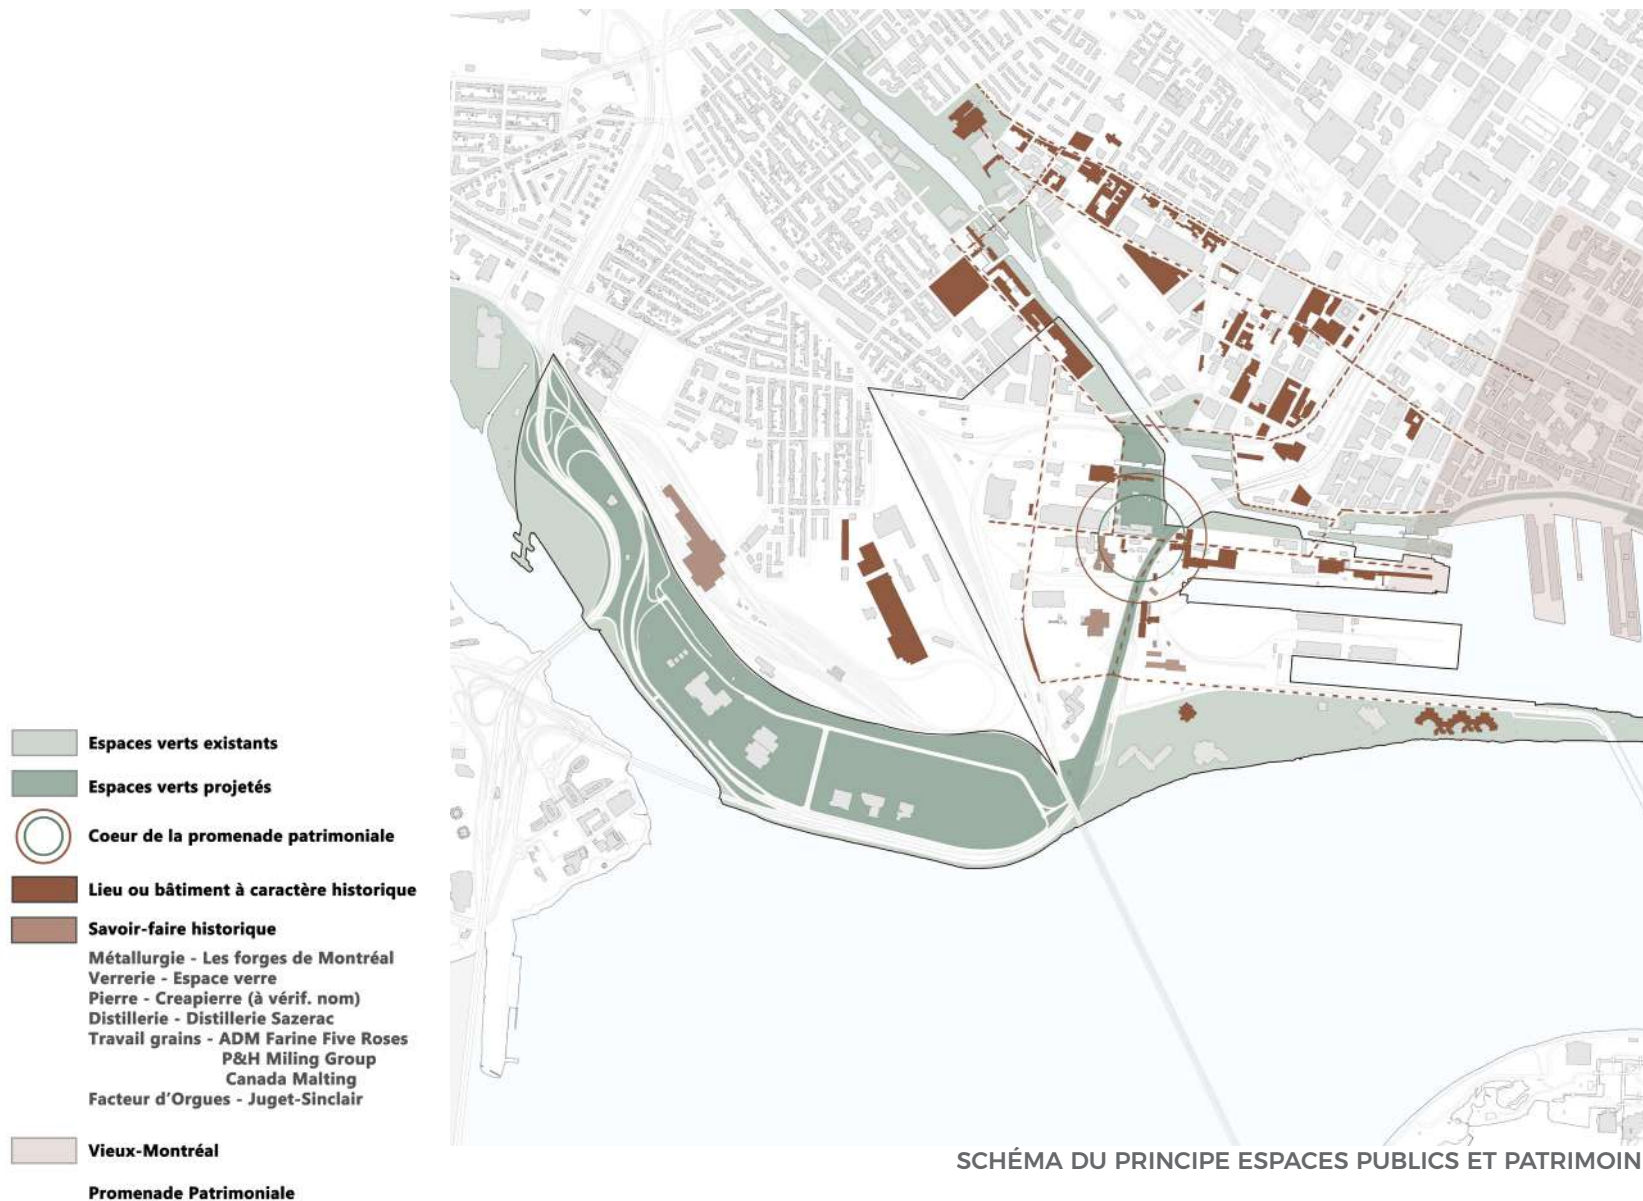 Espaces verts existants
Espaces verts projetés
Coeur de la promenade patrimoniale
Lieu ou bâtiment à caractère historique
Savoir-faire historique
Métallurgie - Les forges de Montréal
Verrerie - Espace verre
Pierre - Creapierre (à vérif. nom)
Distillerie - Distillerie Sazerac
Travail grains - ADM Farine Five Roses
P&H Miling Group
Canada Malting
Facteur d'Orgues - Juget-Sinclair
Vieux-Montréal
Promenade Patrimoniale
SCHÉMA DU PRINCIPE ESPACES PUBLICS ET PATRIMOIN